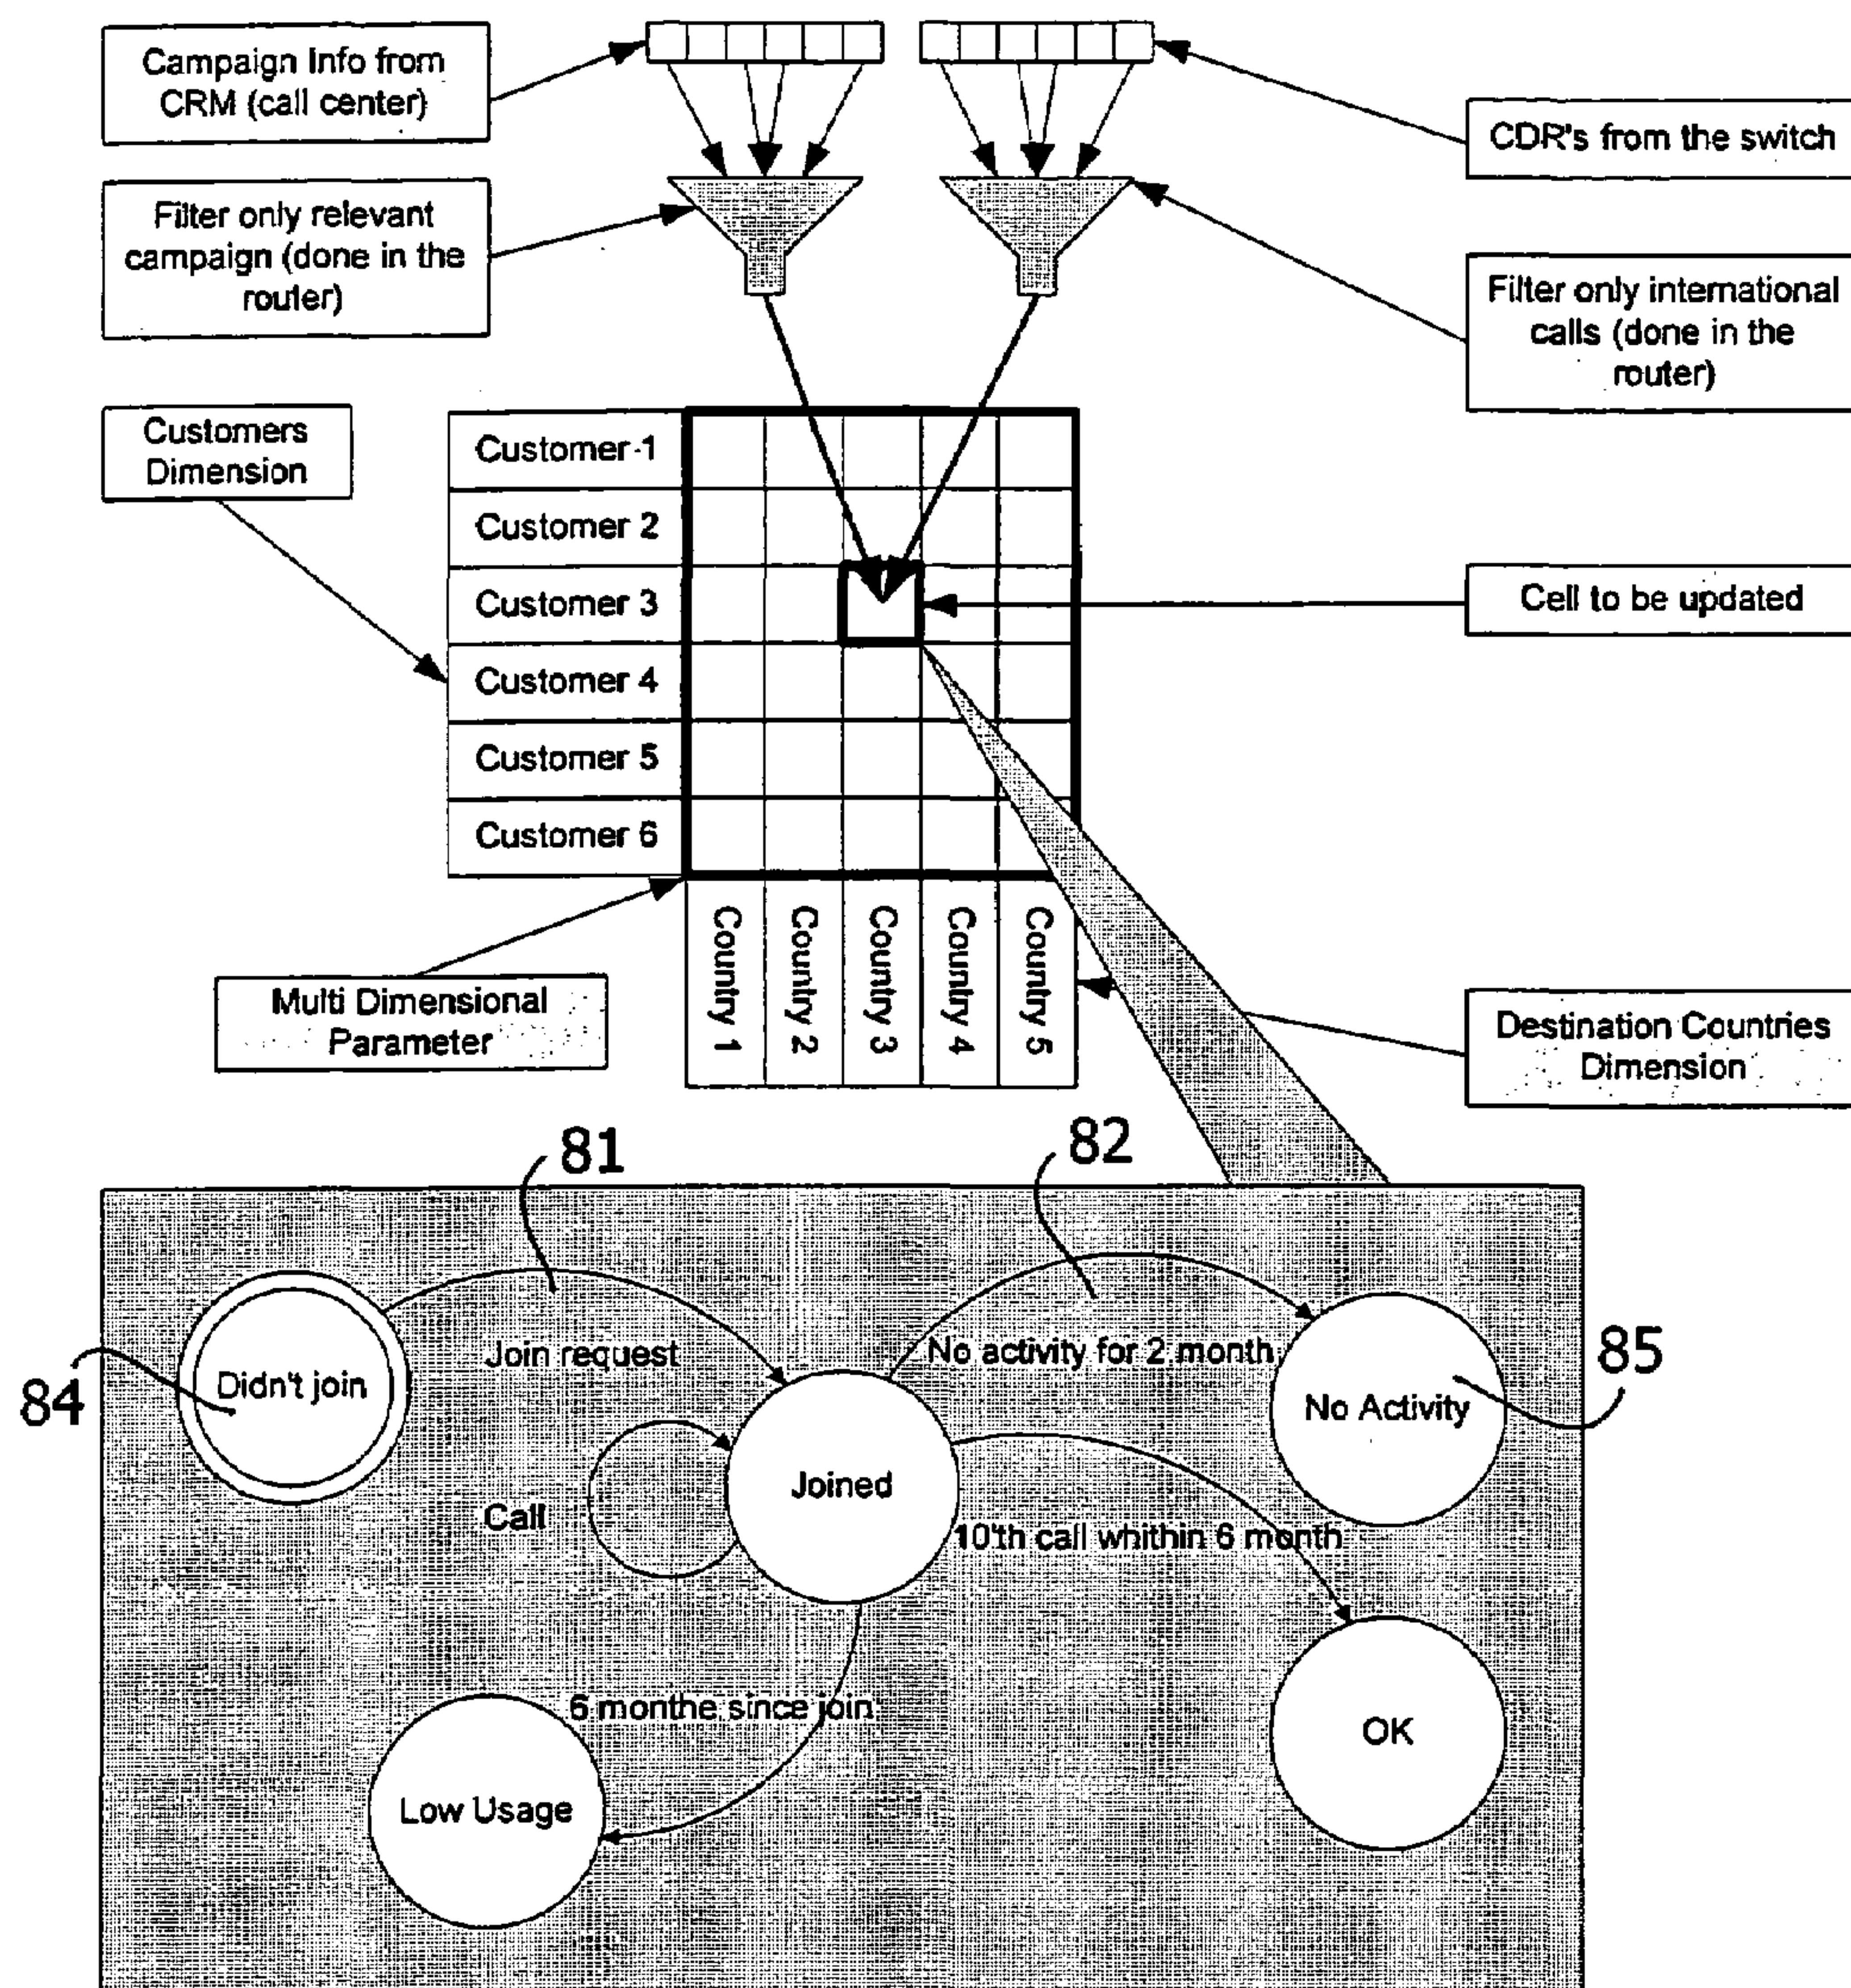 Campaign Info from
CRM (call center)
CDR's from the switch
Filter only relevant
campaign (done in the
router)
Filter only international
calls (done in the
router)
Customers
Dimension
Customer 1
Customer 2
Customer 3
Customer 4
Customer 5
Customer 6
Cell to be updated
Country 1
Country 2
Country 3
Country 4
Country 5
Multi Dimensional
Parameter
Destination Countries
Dimension
81
82
84
85
Didn't join
Join request
No activity for 2 month
No Activity
Joined
Call
10'th call whithin 6 month
6 monthe since join
Low Usage
OK